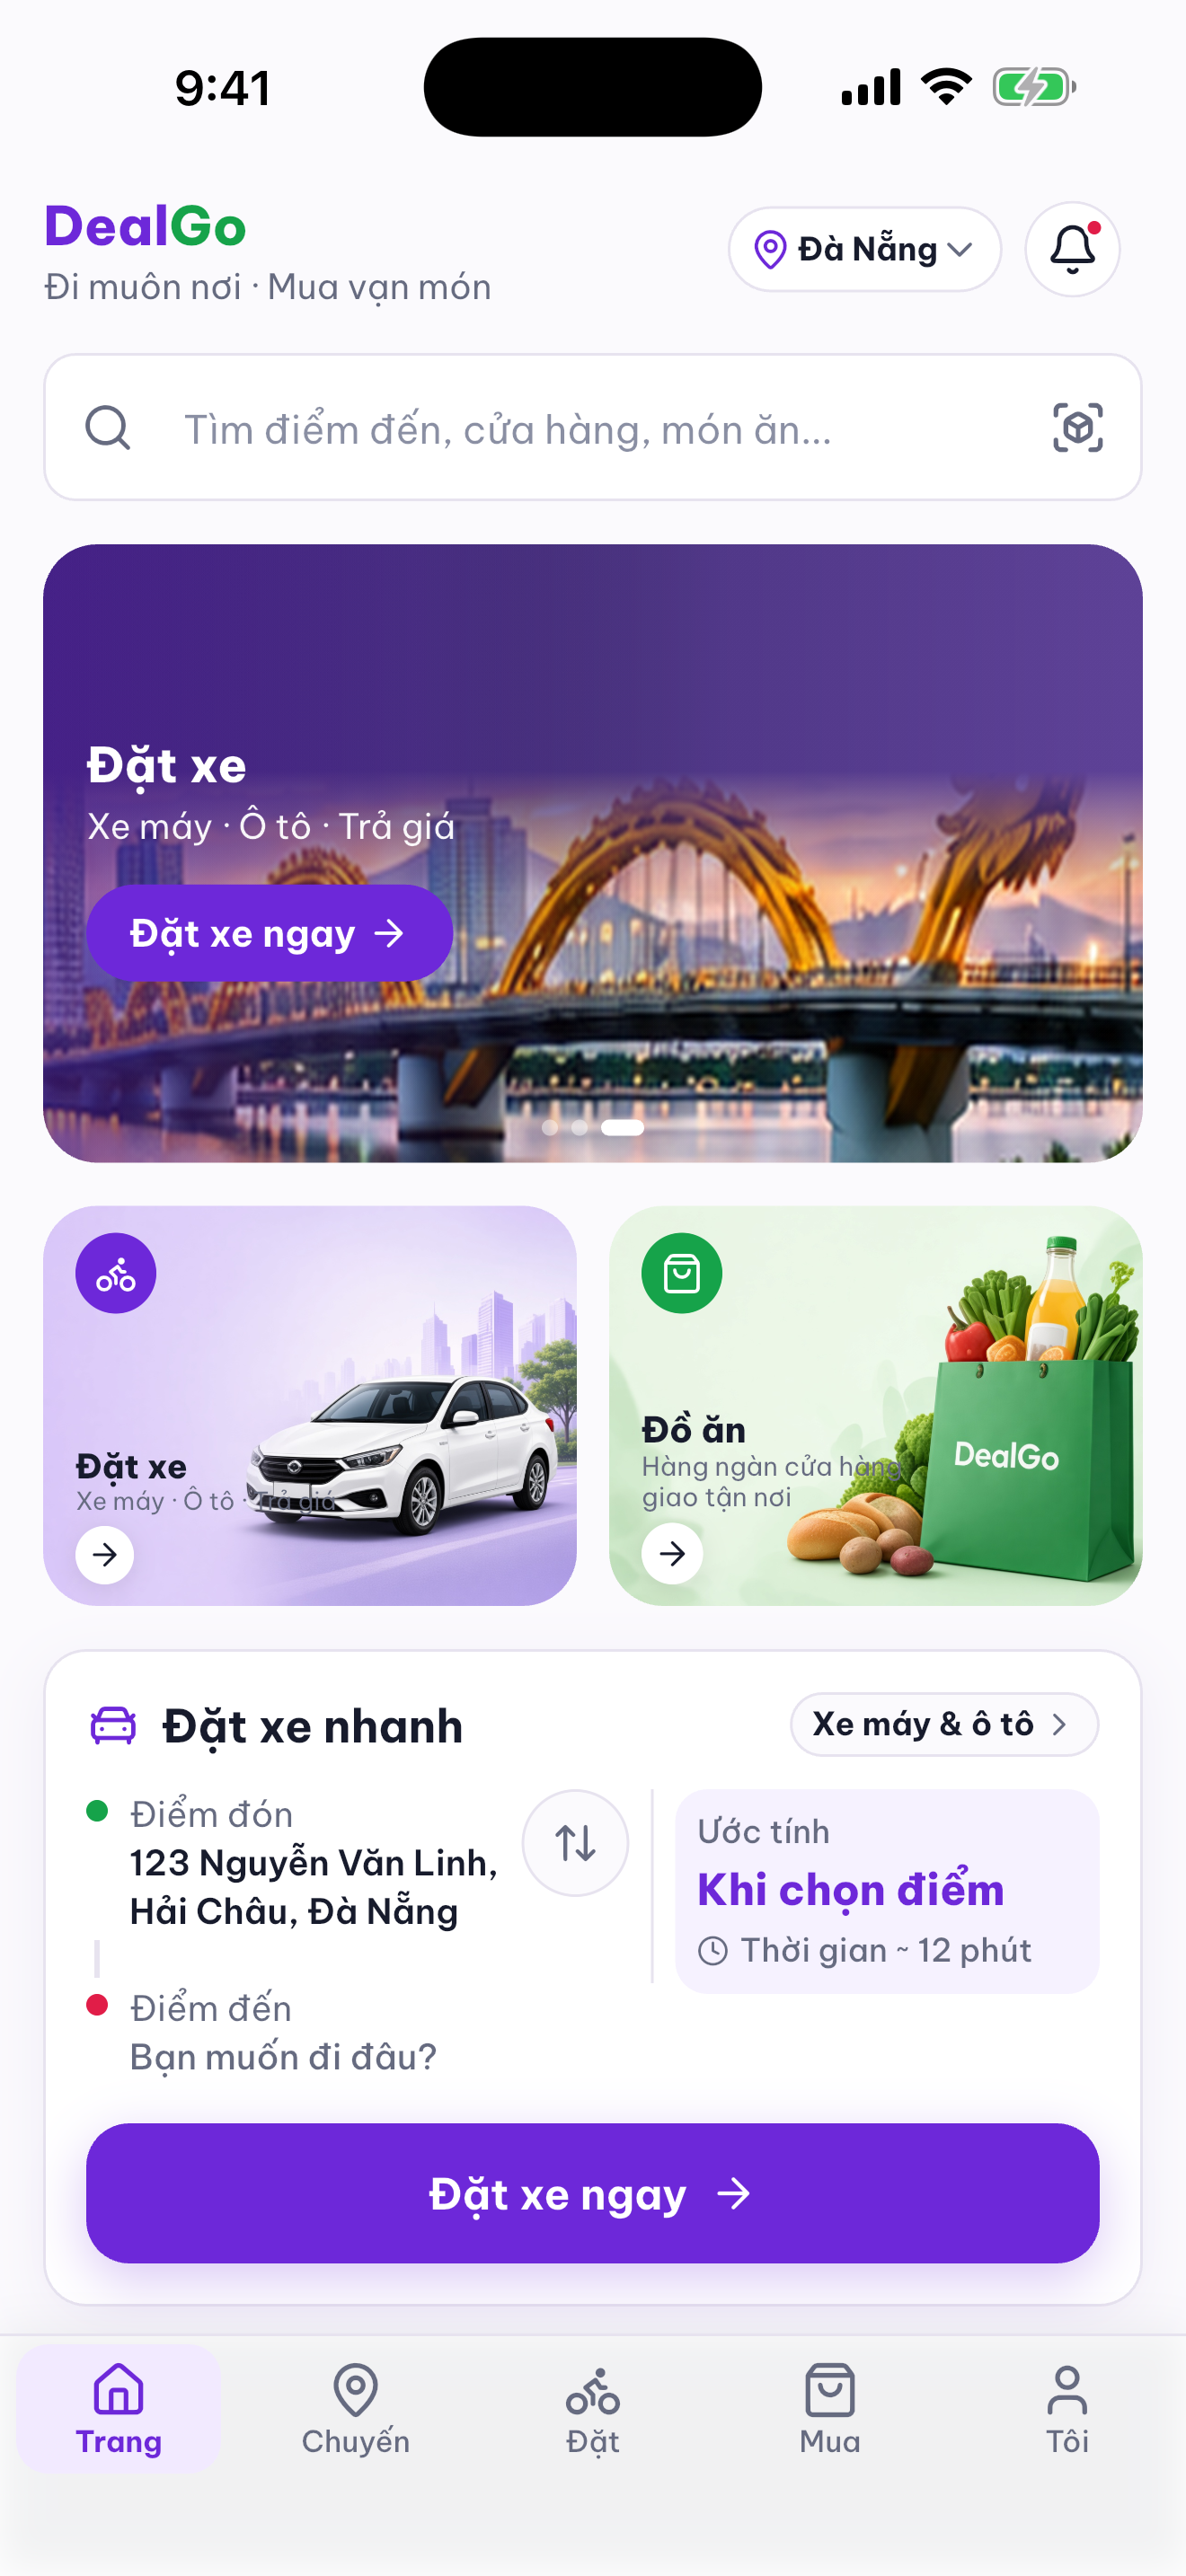 9:41
DealGo
Đi muôn nơi · Mua vạn món
Đà Nẵng
Tìm điểm đến, cửa hàng, món ăn...
Đặt xe
Xe máy · Ô tô · Trả giá
Đặt xe ngay
Đặt xe
Xe máy · Ô tô · Trả giá
Đồ ăn
Hàng ngàn cửa hàng
giao tận nơi
DealGo
Đặt xe nhanh
Xe máy & ô tô
Điểm đón
123 Nguyễn Văn Linh,
Hải Châu, Đà Nẵng
Điểm đến
Bạn muốn đi đâu?
Ước tính
Khi chọn điểm
Thời gian ~ 12 phút
Đặt xe ngay
Trang
Chuyến
Đặt
Mua
Tôi